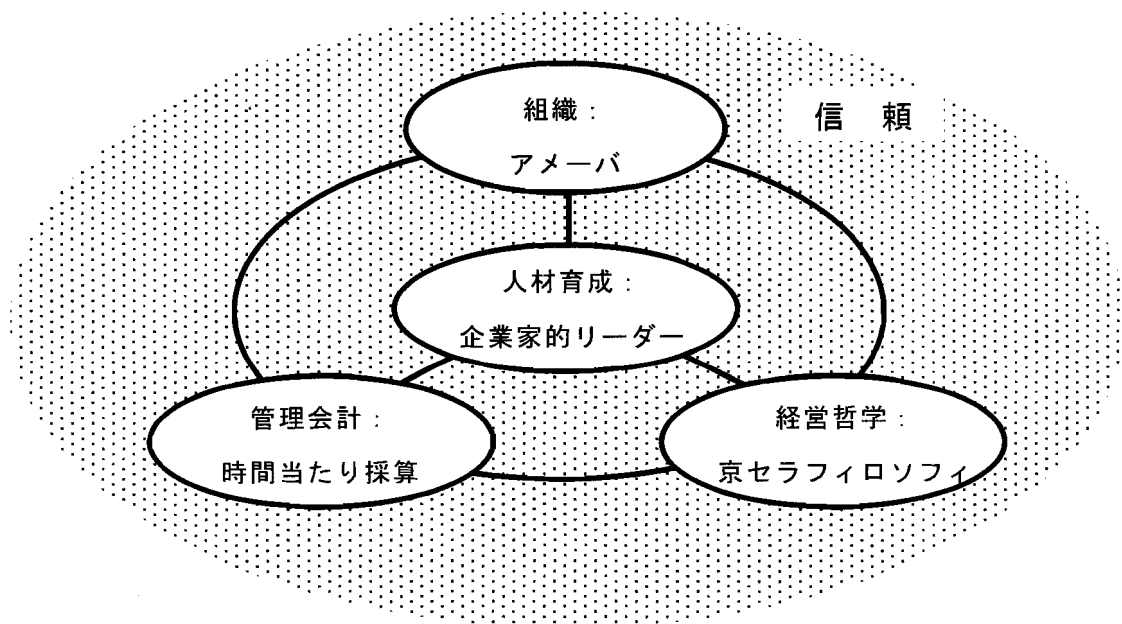 組織：
アメーバ
信　頼
人材育成：
企業家的リーダー
管理会計：
時間当たり採算
経営哲学：
京セラフィロソフィ